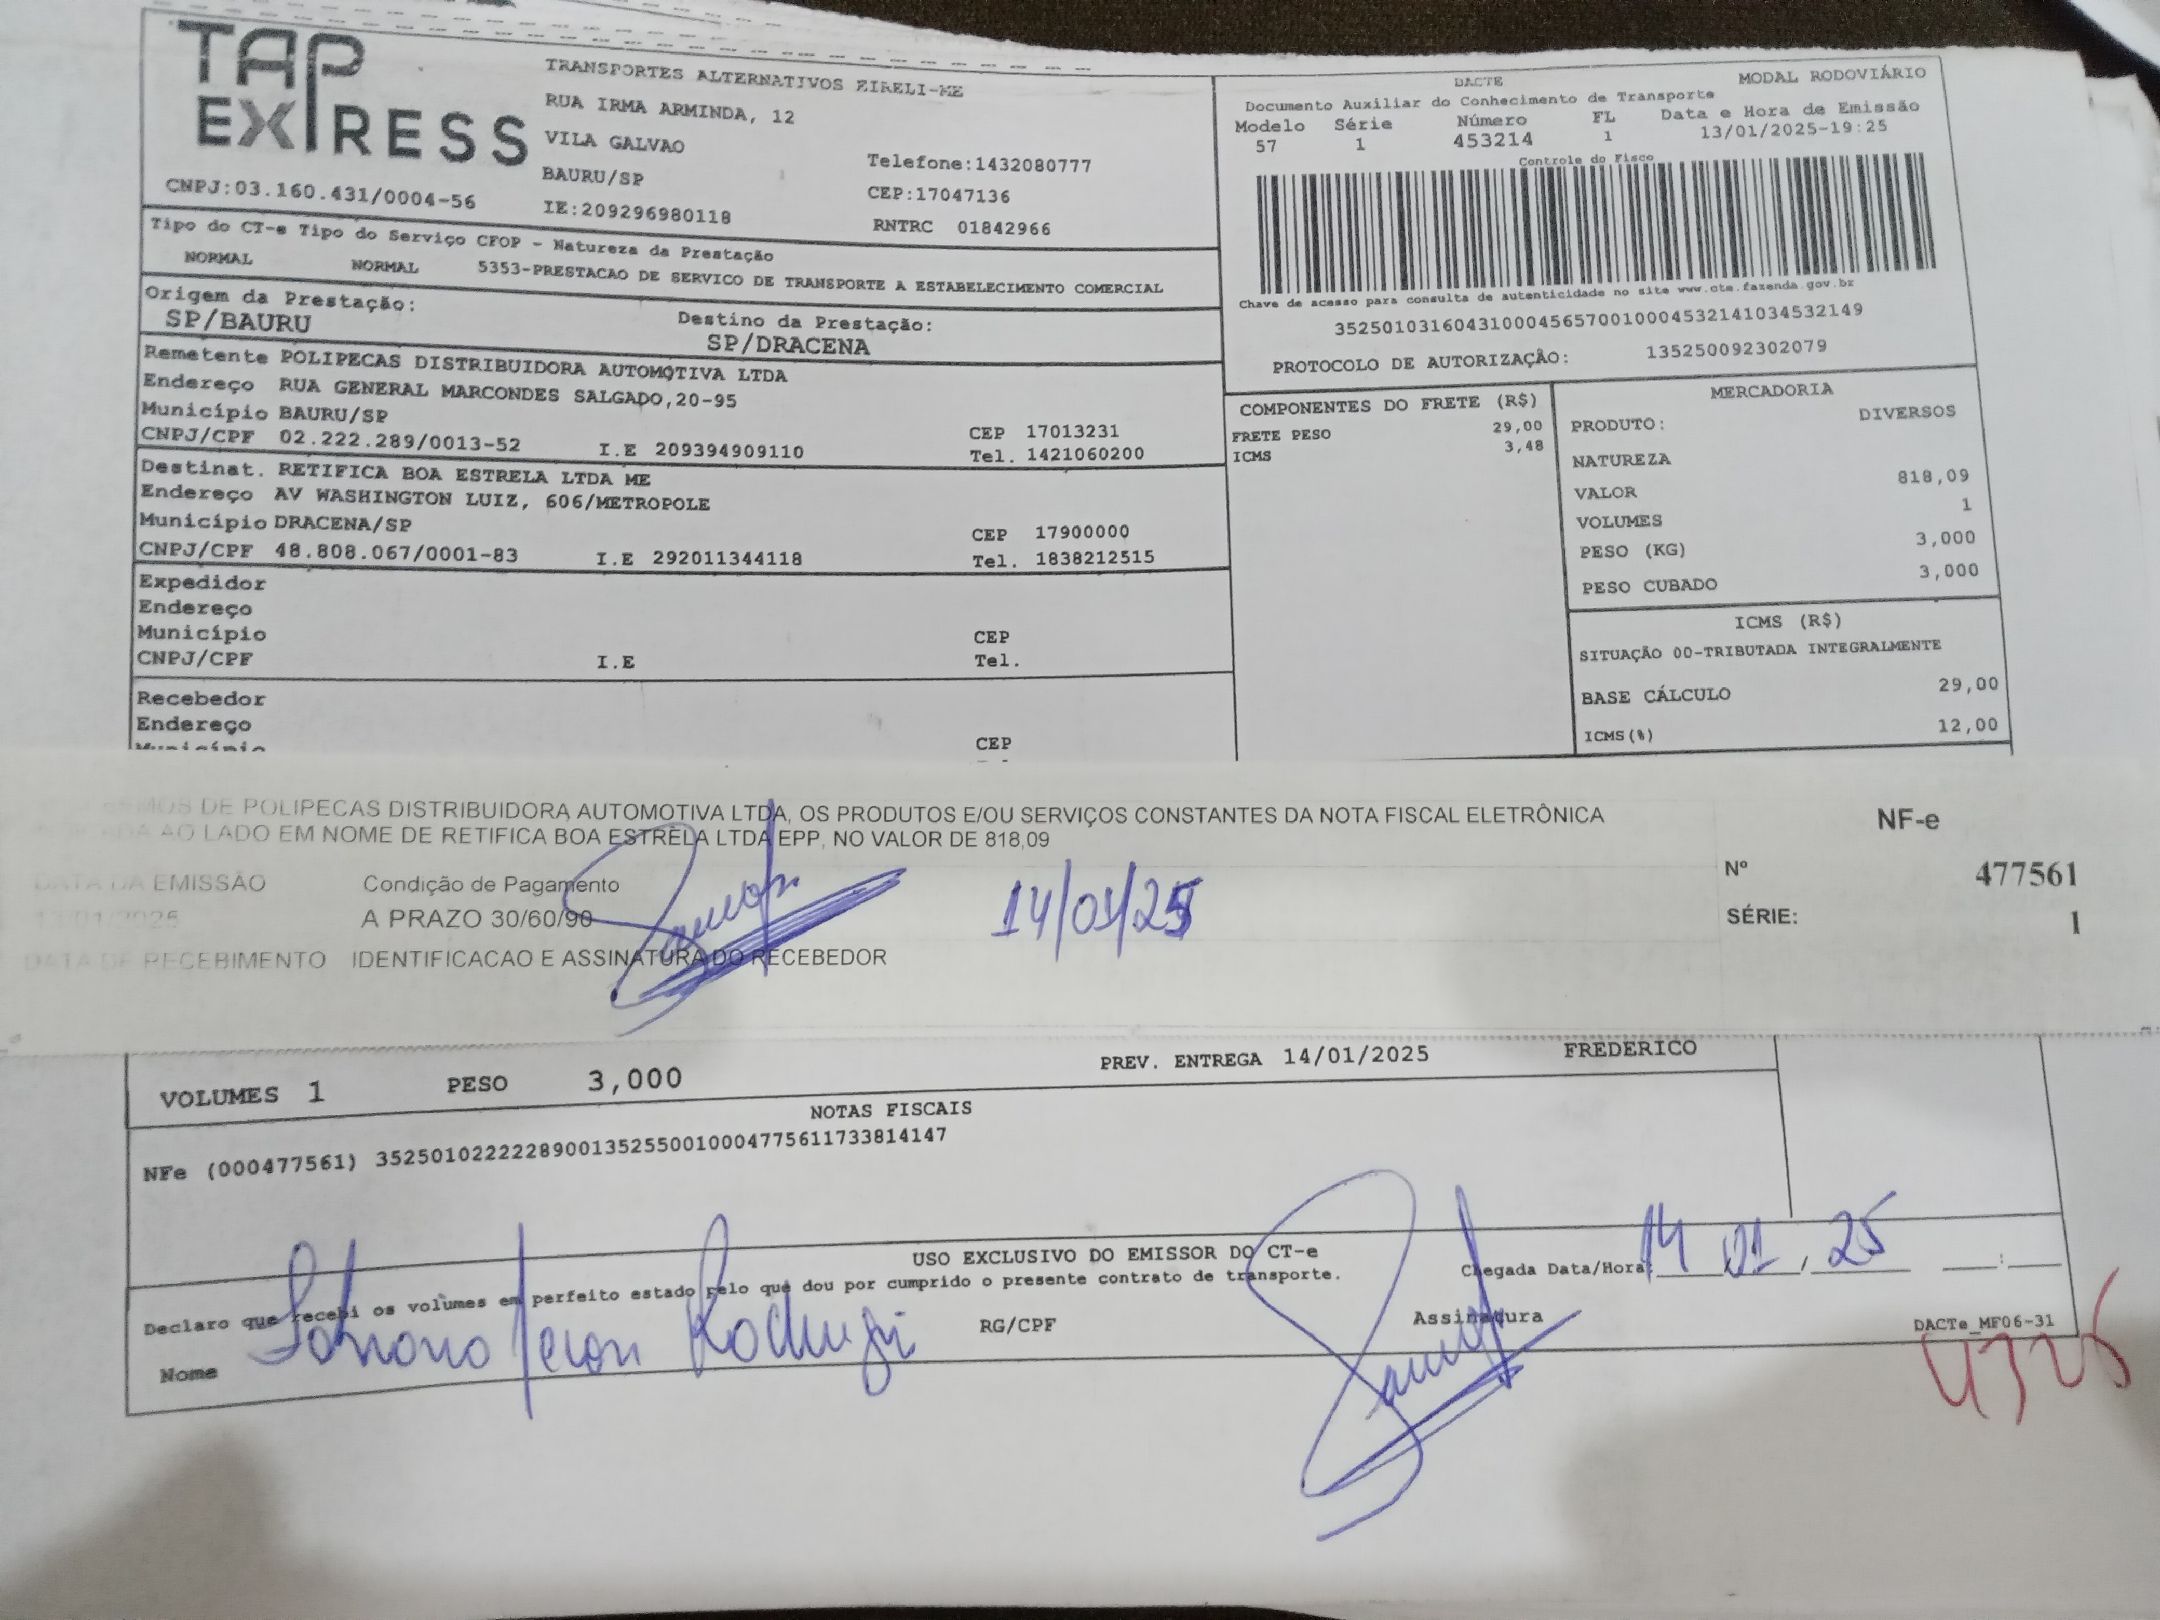 TAP EXPRESS
TRANSPORTES ALTERNATIVOS EIRELI-ME
RUA IRMA ARMINDA, 12
VILA GALVAO
BAURU/SP
Telefone:1432080777
CEP:17047136
CNPJ:03.160.431/0004-56
IE:209296980118
RNTRC 01842966
DACTE MODAL RODOVIÁRIO
Documento Auxiliar do Conhecimento de Transporte
Modelo Série Número FL Data e Hora de Emissão
57 1 453214 1 13/01/2025-19:25
Controle do Fisco
Chave de acesso para consulta de autenticidade no site www.cte.fazenda.gov.br
35250103160431000456570010004532141034532149
PROTOCOLO DE AUTORIZAÇÃO: 135250092302079
Tipo do CT-e Tipo do Serviço CFOP - Natureza da Prestação
NORMAL NORMAL 5353-PRESTACAO DE SERVICO DE TRANSPORTE A ESTABELECIMENTO COMERCIAL
Origem da Prestação: Destino da Prestação:
SP/BAURU SP/DRACENA
Remetente POLIPECAS DISTRIBUIDORA AUTOMOTIVA LTDA
Endereço RUA GENERAL MARCONDES SALGADO,20-95
Município BAURU/SP CEP 17013231
CNPJ/CPF 02.222.289/0013-52 I.E 209394909110 Tel. 1421060200
Destinat. RETIFICA BOA ESTRELA LTDA ME
Endereço AV WASHINGTON LUIZ, 606/METROPOLE
Município DRACENA/SP CEP 17900000
CNPJ/CPF 48.808.067/0001-83 I.E 292011344118 Tel. 1838212515
Expedidor
Endereço
Município CEP
CNPJ/CPF I.E Tel.
Recebedor
Endereço
Município CEP
COMPONENTES DO FRETE (R$)
FRETE PESO 29,00
ICMS 3,48
MERCADORIA
PRODUTO: DIVERSOS
NATUREZA
VALOR 818,09
VOLUMES 1
PESO (KG) 3,000
PESO CUBADO 3,000
ICMS (R$)
SITUAÇÃO 00-TRIBUTADA INTEGRALMENTE
BASE CÁLCULO 29,00
ICMS(%) 12,00
DE POLIPECAS DISTRIBUIDORA AUTOMOTIVA LTDA, OS PRODUTOS E/OU SERVIÇOS CONSTANTES DA NOTA FISCAL ELETRÔNICA
AO LADO EM NOME DE RETIFICA BOA ESTRELA LTDA EPP, NO VALOR DE 818,09
DATA DA EMISSÃO Condição de Pagamento
13/01/2025 A PRAZO 30/60/90
14/01/25
DATA DE RECEBIMENTO IDENTIFICACAO E ASSINATURA DO RECEBEDOR
NF-e
Nº 477561
SÉRIE: 1
VOLUMES 1 PESO 3,000 PREV. ENTREGA 14/01/2025 FREDERICO
NOTAS FISCAIS
NFe (000477561) 35250102222289001352550010004775611733814147
USO EXCLUSIVO DO EMISSOR DO CT-e
Declaro que recebi os volumes em perfeito estado pelo que dou por cumprido o presente contrato de transporte.
Chegada Data/Hora: 14 01 / 25 :
Nome RG/CPF Assinatura
DACTe_MF06-31